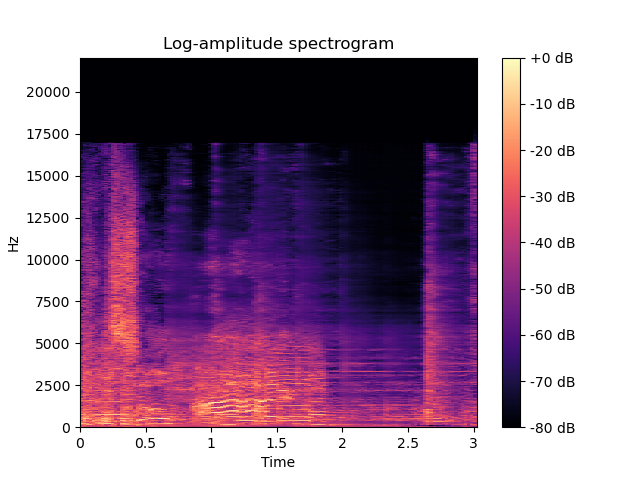 Log-amplitude spectrogram
Hz
20000
17500
15000
12500
10000
7500
5000
2500
0
0 0.5 1 1.5 2 2.5 3
Time
+0 dB
-10 dB
-20 dB
-30 dB
-40 dB
-50 dB
-60 dB
-70 dB
-80 dB